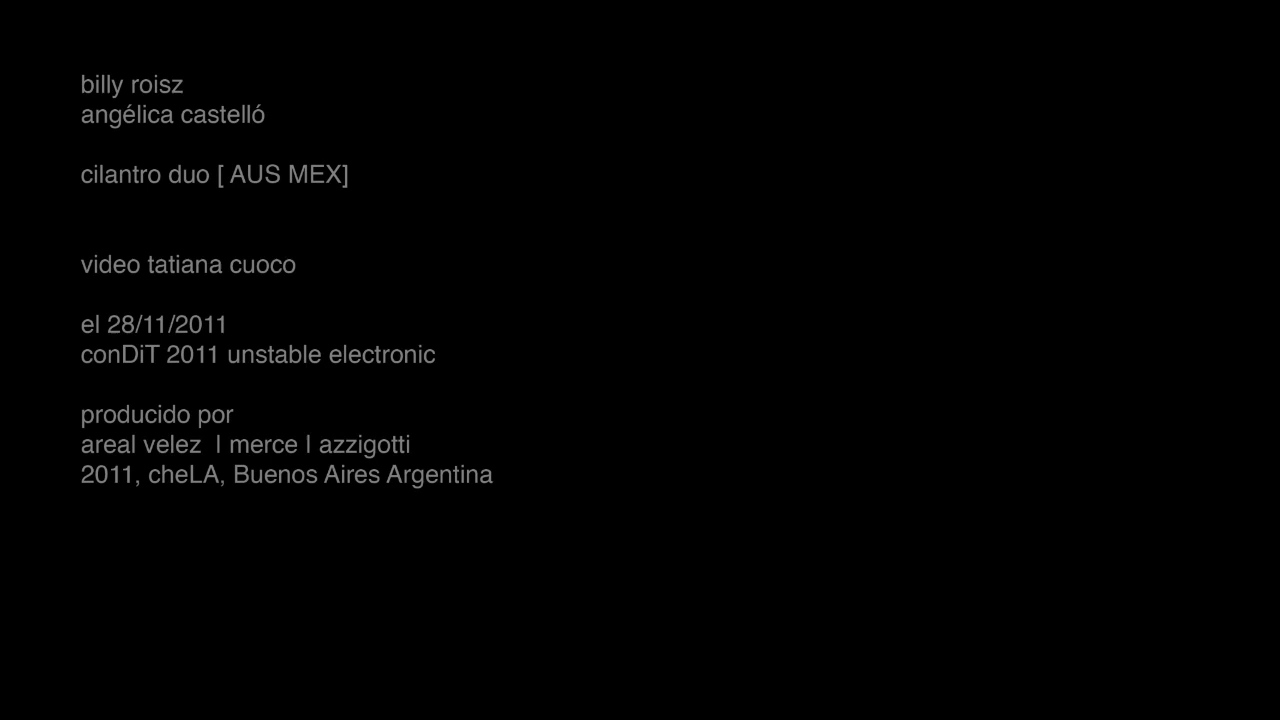 billy roisz
angélica castelló
cilantro duo [ AUS MEX]
video tatiana cuoco
el 28/11/2011
conDiT 2011 unstable electronic
producido por
areal velez | merce | azzigotti
2011, cheLA, Buenos Aires Argentina